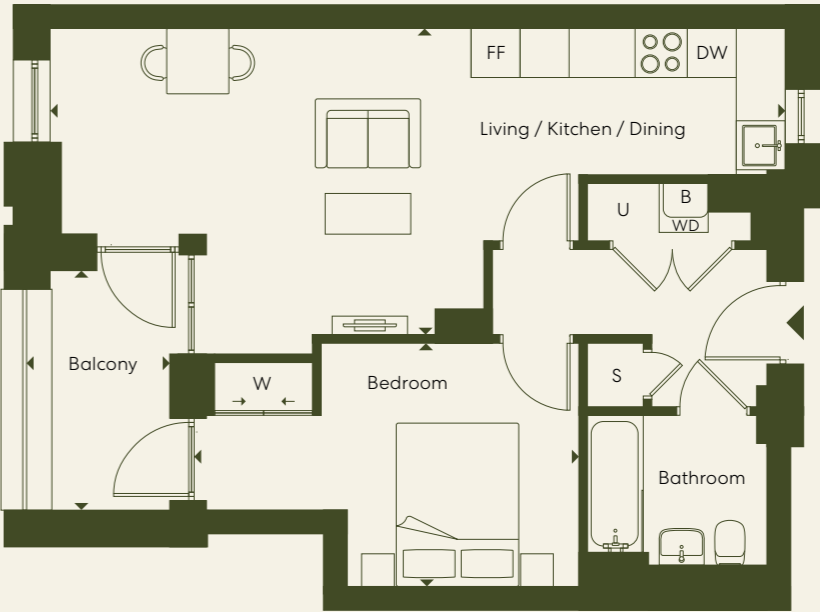 FF
DW
Living / Kitchen / Dining
U
B
WD
Balcony
W
Bedroom
S
Bathroom